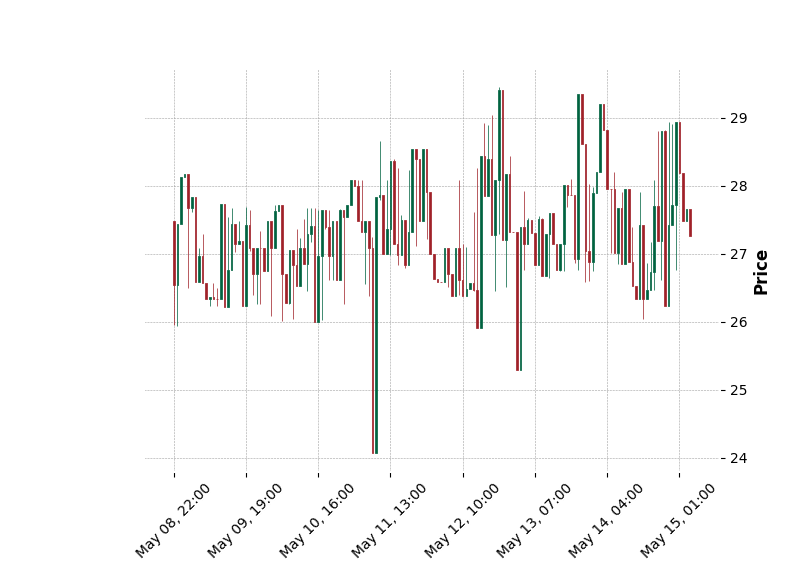 29
28
27
26
25
24
Price
May 08, 22:00
May 09, 19:00
May 10, 16:00
May 11, 13:00
May 12, 10:00
May 13, 07:00
May 14, 04:00
May 15, 01:00